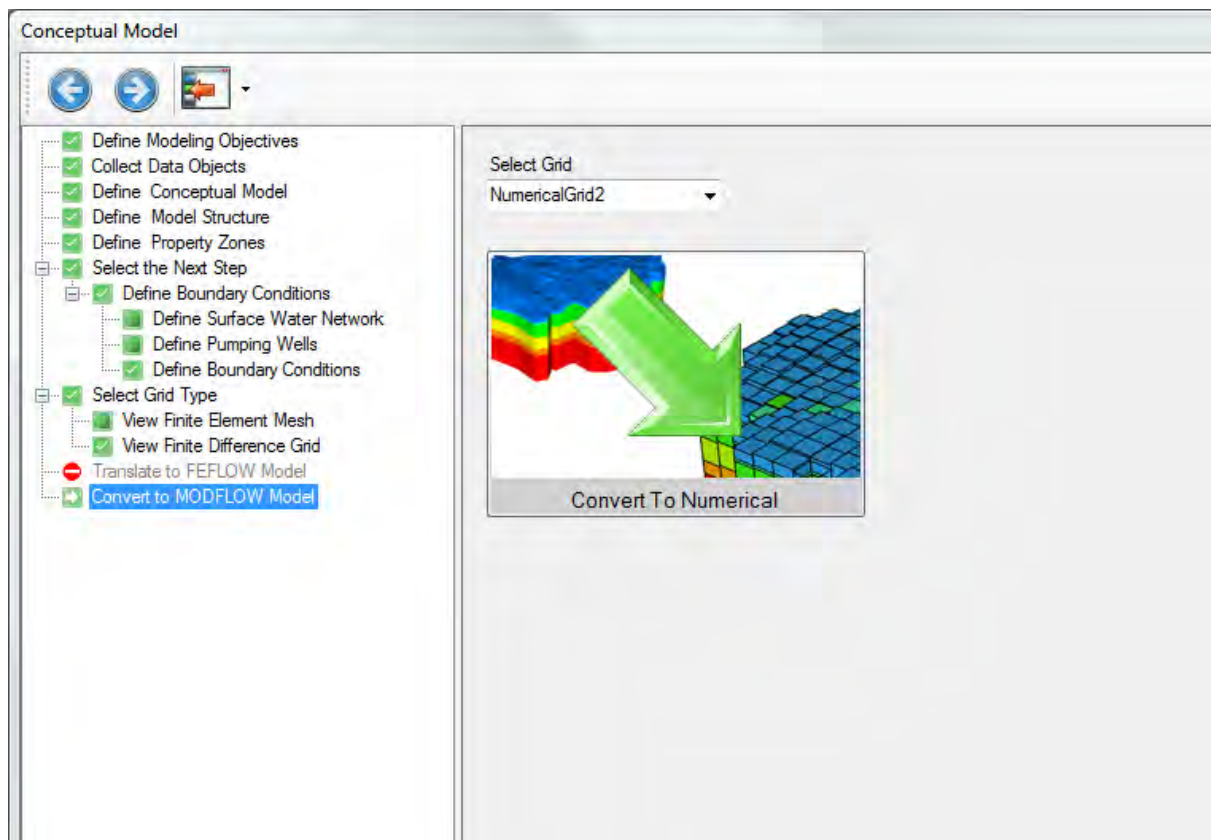 Conceptual Model
Define Modeling Objectives
Collect Data Objects
Define Conceptual Model
Define Model Structure
Define Property Zones
Select the Next Step
Define Boundary Conditions
Define Surface Water Network
Define Pumping Wells
Define Boundary Conditions
Select Grid Type
View Finite Element Mesh
View Finite Difference Grid
Translate to FEFLOW Model
Convert to MODFLOW Model
Select Grid
NumericalGrid2
Convert To Numerical